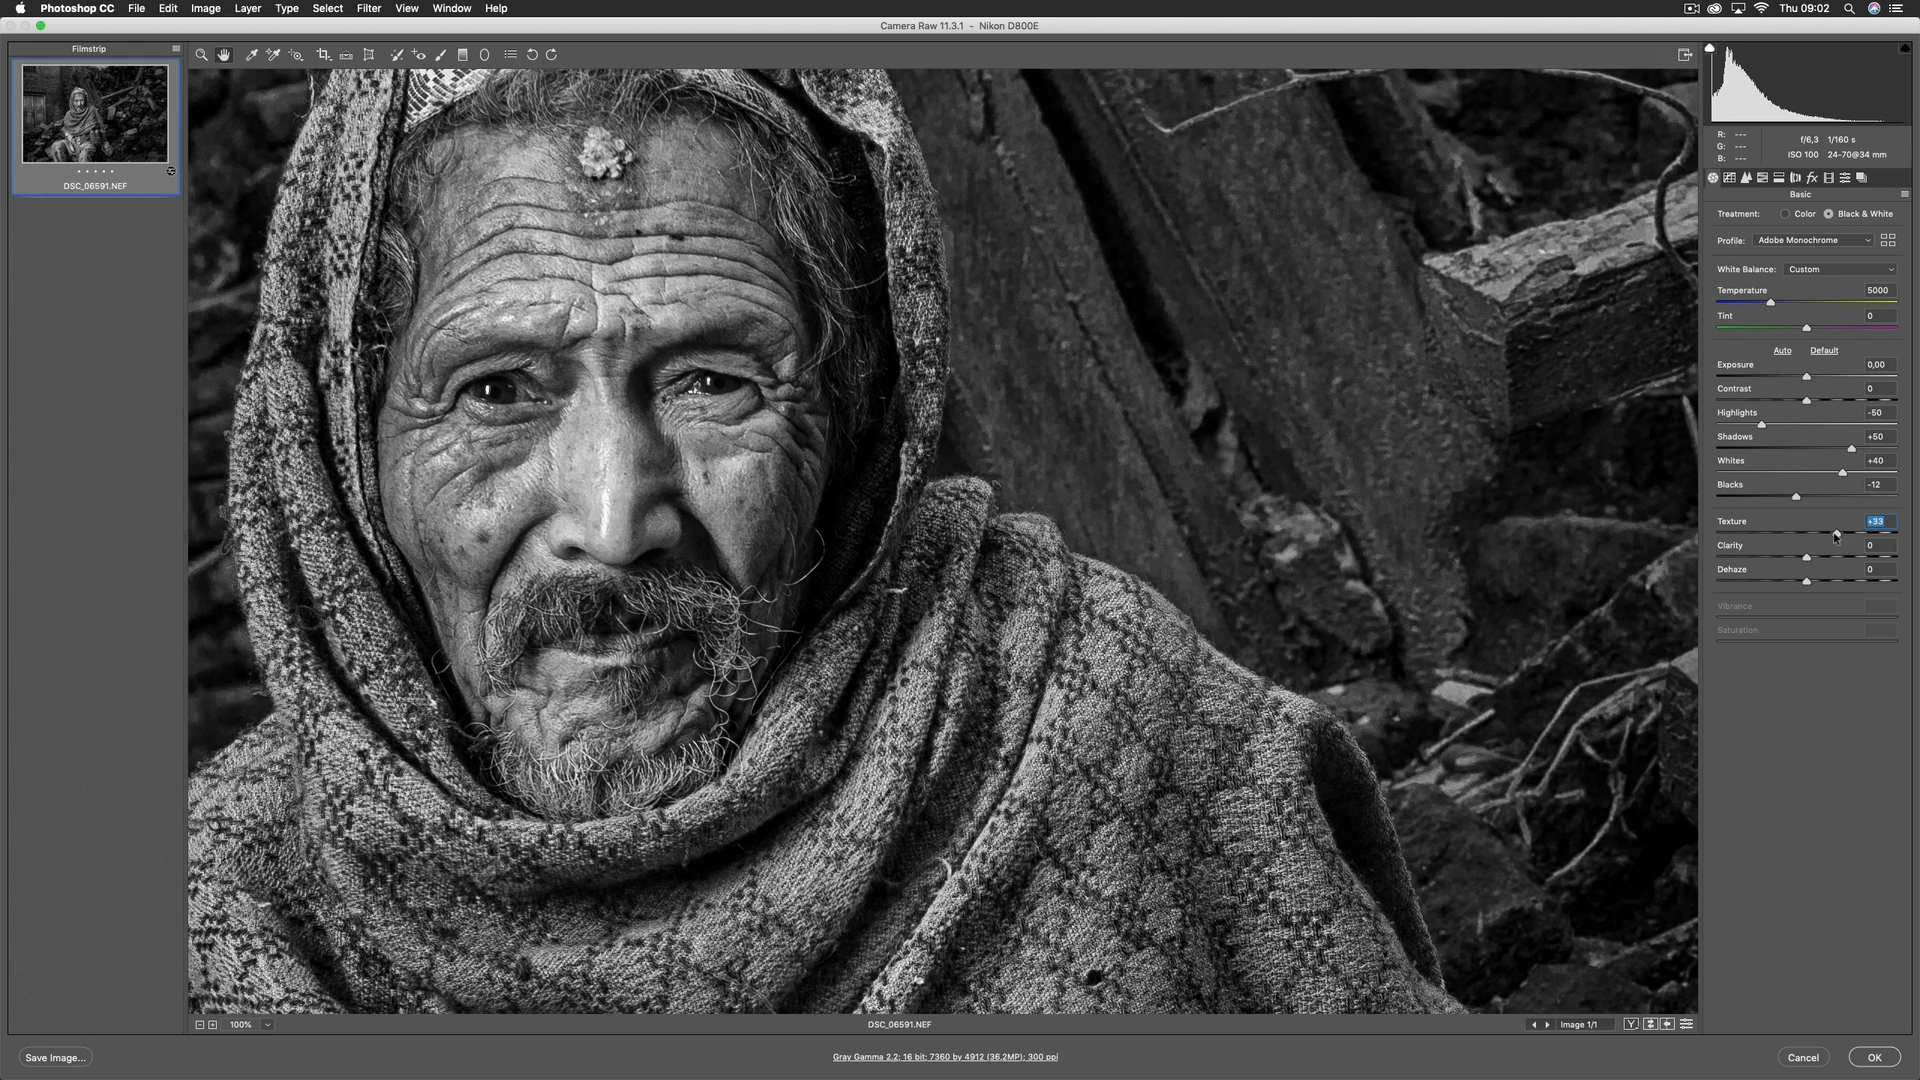 Photoshop CC File Edit Image Layer Type Select Filter View Window Help Thu 09:02
Camera Raw 11.3.1 - Nikon D800E
Filmstrip
DSC_06591.NEF
R: ---
G: ---
B: ---
f/6,3 1/160 s
ISO 100 24-70@34 mm
Basic
Treatment: Color Black & White
Profile: Adobe Monochrome
White Balance: Custom
Temperature 5000
Tint 0
Auto Default
Exposure 0,00
Contrast 0
Highlights -50
Shadows +50
Whites +40
Blacks -12
Texture +33
Clarity 0
Dehaze 0
Vibrance
Saturation
100% DSC_06591.NEF Image 1/1 Y
Save Image... Gray Gamma 2.2; 16 bit; 7360 by 4912 (36,2MP); 300 ppi Cancel OK